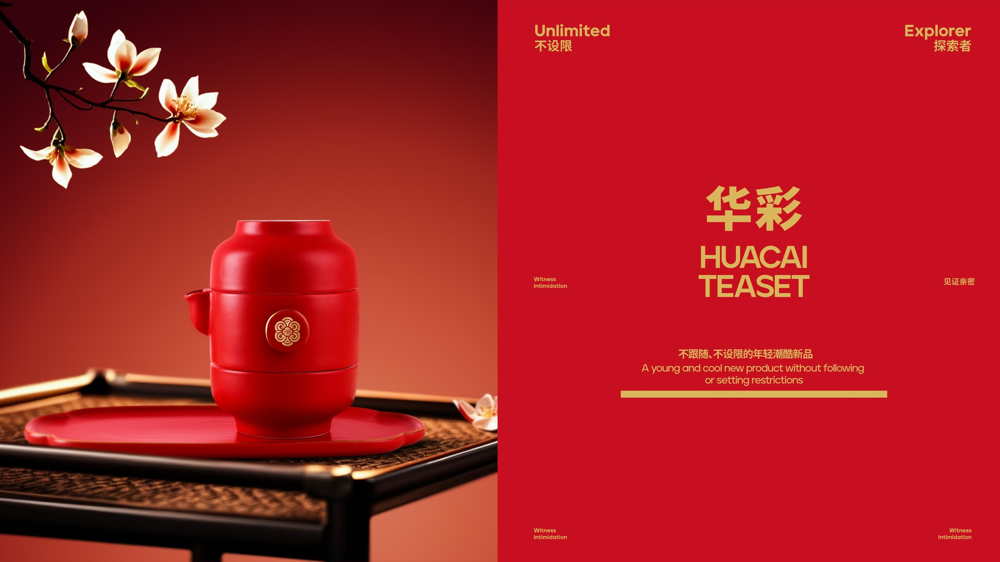 Unlimited
不设限
Explorer
探索者
华彩
HUACAI
TEASET
Witness
Intimidation
见证亲密
不跟随、不设限的年轻潮酷新品
A young and cool new product without following
or setting restrictions
Witness
Intimidation
Witness
Intimidation